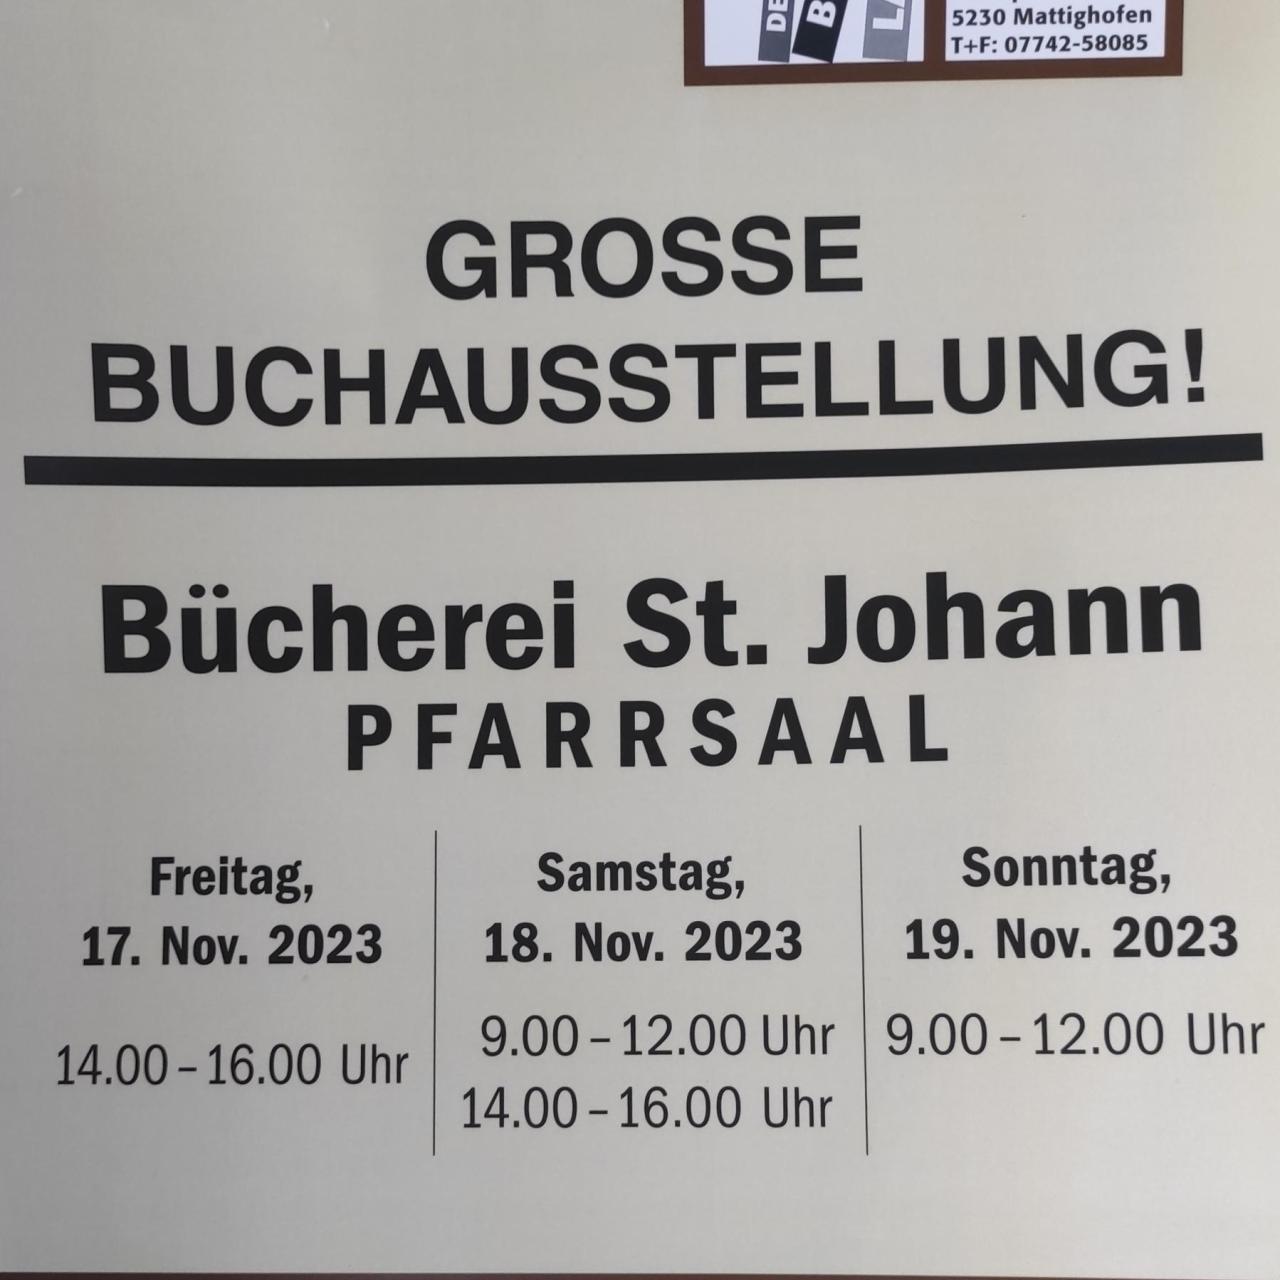 DE
B
5230 Mattighofen
T+F: 07742-58085
GROSSE
BUCHAUSSTELLUNG!
Bücherei St. Johann
PFARRSAAL
Freitag,
17. Nov. 2023
14.00 – 16.00 Uhr
Samstag,
18. Nov. 2023
9.00 – 12.00 Uhr
14.00 – 16.00 Uhr
Sonntag,
19. Nov. 2023
9.00 – 12.00 Uhr